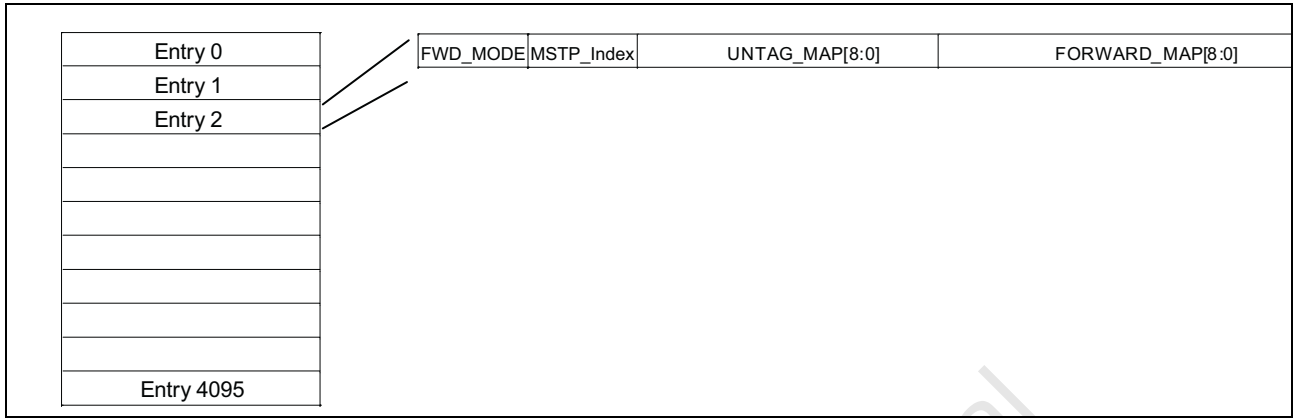 Entry 0
FWD_MODE MSTP_Index UNTAG_MAP[8:0] FORWARD_MAP[8:0]
Entry 1
Entry 2
Entry 4095